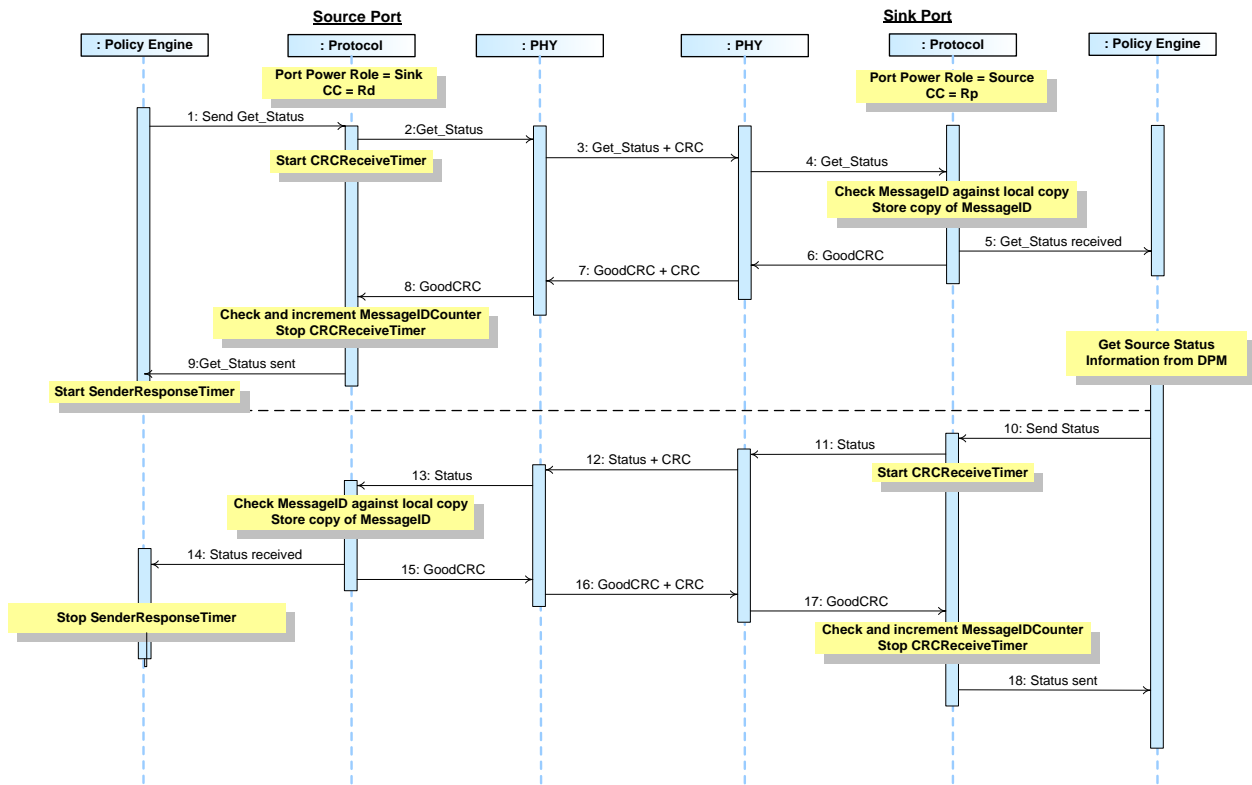 Source Port
Sink Port
: Policy Engine
: Protocol
: PHY
: PHY
: Protocol
: Policy Engine
Port Power Role = Sink
CC = Rd
Port Power Role = Source
CC = Rp
1: Send Get_Status
2:Get_Status
Start CRCReceiveTimer
3: Get_Status + CRC
4: Get_Status
Check MessageID against local copy
Store copy of MessageID
5: Get_Status received
6: GoodCRC
7: GoodCRC + CRC
8: GoodCRC
Check and increment MessageIDCounter
Stop CRCReceiveTimer
9:Get_Status sent
Start SenderResponseTimer
Get Source Status
Information from DPM
10: Send Status
11: Status
Start CRCReceiveTimer
12: Status + CRC
13: Status
Check MessageID against local copy
Store copy of MessageID
14: Status received
15: GoodCRC
16: GoodCRC + CRC
17: GoodCRC
Stop SenderResponseTimer
Check and increment MessageIDCounter
Stop CRCReceiveTimer
18: Status sent